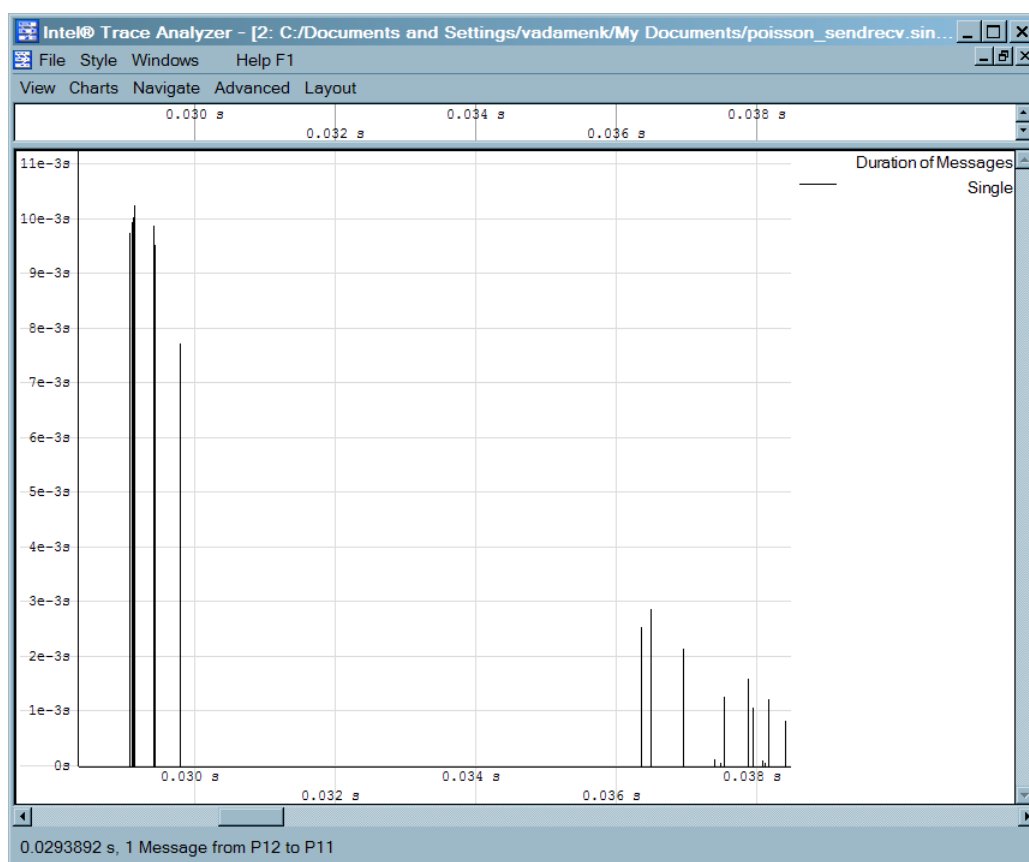 Intel® Trace Analyzer - [2: C:/Documents and Settings/vadamenk/My Documents/poisson_sendrecv.sin...
File Style Windows Help F1
View Charts Navigate Advanced Layout
0.030 s 0.034 s 0.038 s
0.032 s 0.036 s
Duration of Messages
Single
11e-3s
10e-3s
9e-3s
8e-3s
7e-3s
6e-3s
5e-3s
4e-3s
3e-3s
2e-3s
1e-3s
0s
0.030 s 0.034 s 0.038 s
0.032 s 0.036 s
0.0293892 s, 1 Message from P12 to P11